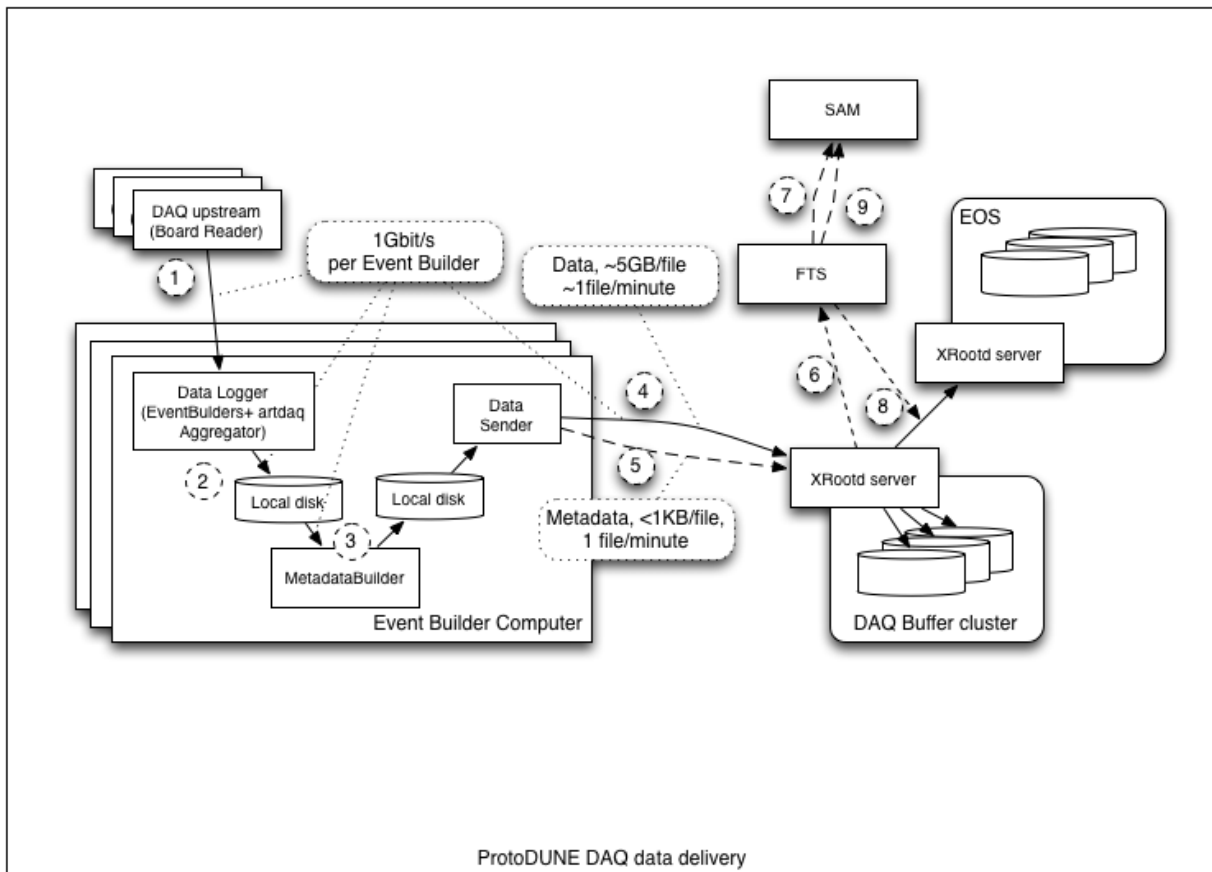 SAM
7
9
EOS
DAQ upstream
(Board Reader)
1Gbit/s
per Event Builder
Data, ~5GB/file
~1file/minute
FTS
1
XRootd server
6
8
4
Data Logger
(EventBulders+ artdaq
Aggregator)
Data
Sender
5
2
Local disk
Local disk
XRootd server
Metadata, <1KB/file,
1 file/minute
3
MetadataBuilder
Event Builder Computer
DAQ Buffer cluster
ProtoDUNE DAQ data delivery